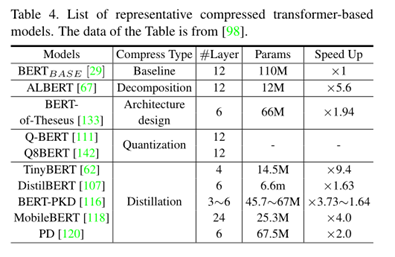 Table 4. List of representative compressed transformer-based
models. The data of the Table is from [98].
Models Compress Type #Layer Params Speed Up
BERT_BASE [29] Baseline 12 110M ×1
ALBERT [67] Decomposition 12 12M ×5.6
BERT-
of-Theseus [133] Architecture
design 6 66M ×1.94
Q-BERT [111] Quantization 12 - -
Q8BERT [142] 12
TinyBERT [62] Distillation 4 14.5M ×9.4
DistilBERT [107] 6 6.6m ×1.63
BERT-PKD [116] 3∼6 45.7∼67M ×3.73∼1.64
MobileBERT [118] 24 25.3M ×4.0
PD [120] 6 67.5M ×2.0